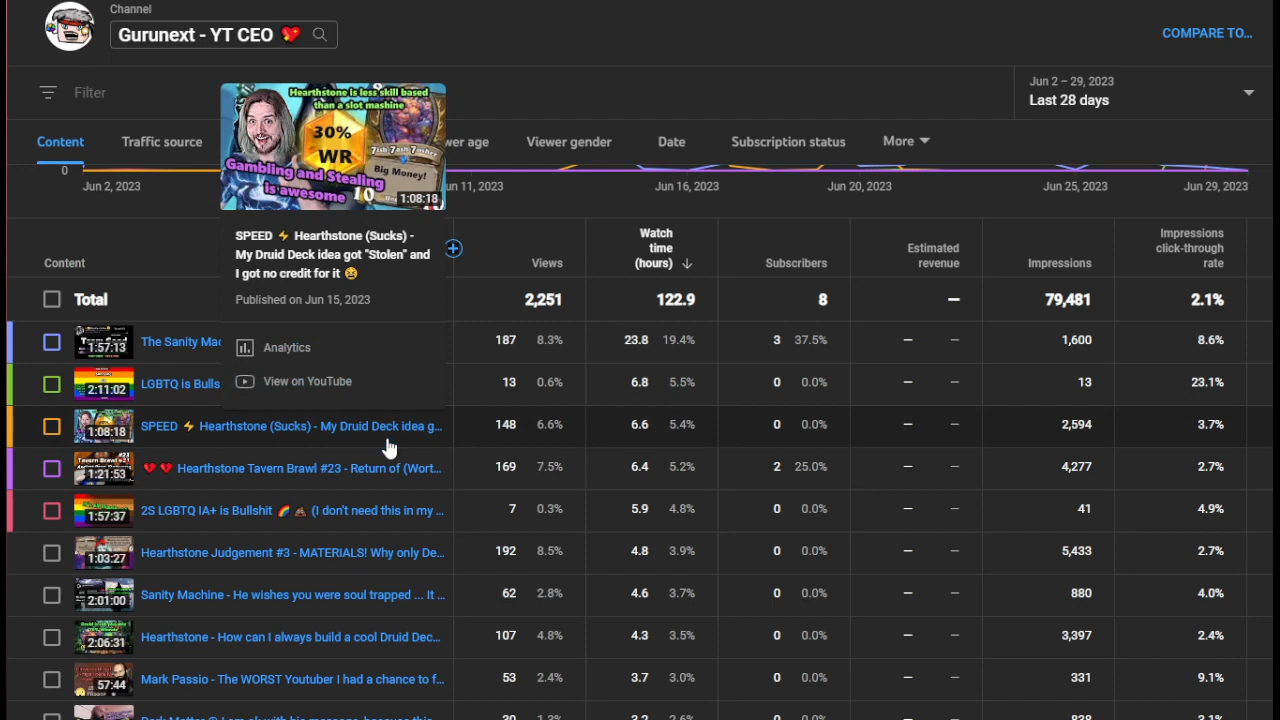 Channel
Gurunext - YT CEO 💖
COMPARE TO...
Filter
Jun 2 – 29, 2023
Last 28 days
Content
Traffic source
wer age
Viewer gender
Date
Subscription status
More
Hearthstone is less skill based
than a slot mashine
30%
WR
7ish 7ash 7osher
Big Money!
Gambling and Stealing
is awesome
10
1:08:18
0
Jun 2, 2023
un 11, 2023
Jun 16, 2023
Jun 20, 2023
Jun 25, 2023
Jun 29, 2023
SPEED ⚡ Hearthstone (Sucks) -
My Druid Deck idea got "Stolen" and
I got no credit for it 😫
Published on Jun 15, 2023
Analytics
View on YouTube
Content
Views
Watch
time
(hours)
Subscribers
Estimated
revenue
Impressions
Impressions
click-through
rate
Total 2,251 122.9 8 — 79,481 2.1%
1:57:13 The Sanity Mac 187 8.3% 23.8 19.4% 3 37.5% — — 1,600 8.6%
2:11:02 LGBTQ is Bulls 13 0.6% 6.8 5.5% 0 0.0% — — 13 23.1%
1:08:18 SPEED ⚡ Hearthstone (Sucks) - My Druid Deck idea g... 148 6.6% 6.6 5.4% 0 0.0% — — 2,594 3.7%
1:21:53 💔 💔 Hearthstone Tavern Brawl #23 - Return of (Wort... 169 7.5% 6.4 5.2% 2 25.0% — — 4,277 2.7%
1:57:37 2S LGBTQ IA+ is Bullshit 🌈 💩 (I don't need this in my ... 7 0.3% 5.9 4.8% 0 0.0% — — 41 4.9%
1:03:27 Hearthstone Judgement #3 - MATERIALS! Why only De... 192 8.5% 4.8 3.9% 0 0.0% — — 5,433 2.7%
2:01:00 Sanity Machine - He wishes you were soul trapped ... It ... 62 2.8% 4.6 3.7% 0 0.0% — — 880 4.0%
2:06:31 Hearthstone - How can I always build a cool Druid Dec... 107 4.8% 4.3 3.5% 0 0.0% — — 3,397 2.4%
57:44 Mark Passio - The WORST Youtuber I had a chance to f... 53 2.4% 3.7 3.0% 0 0.0% — — 331 9.1%